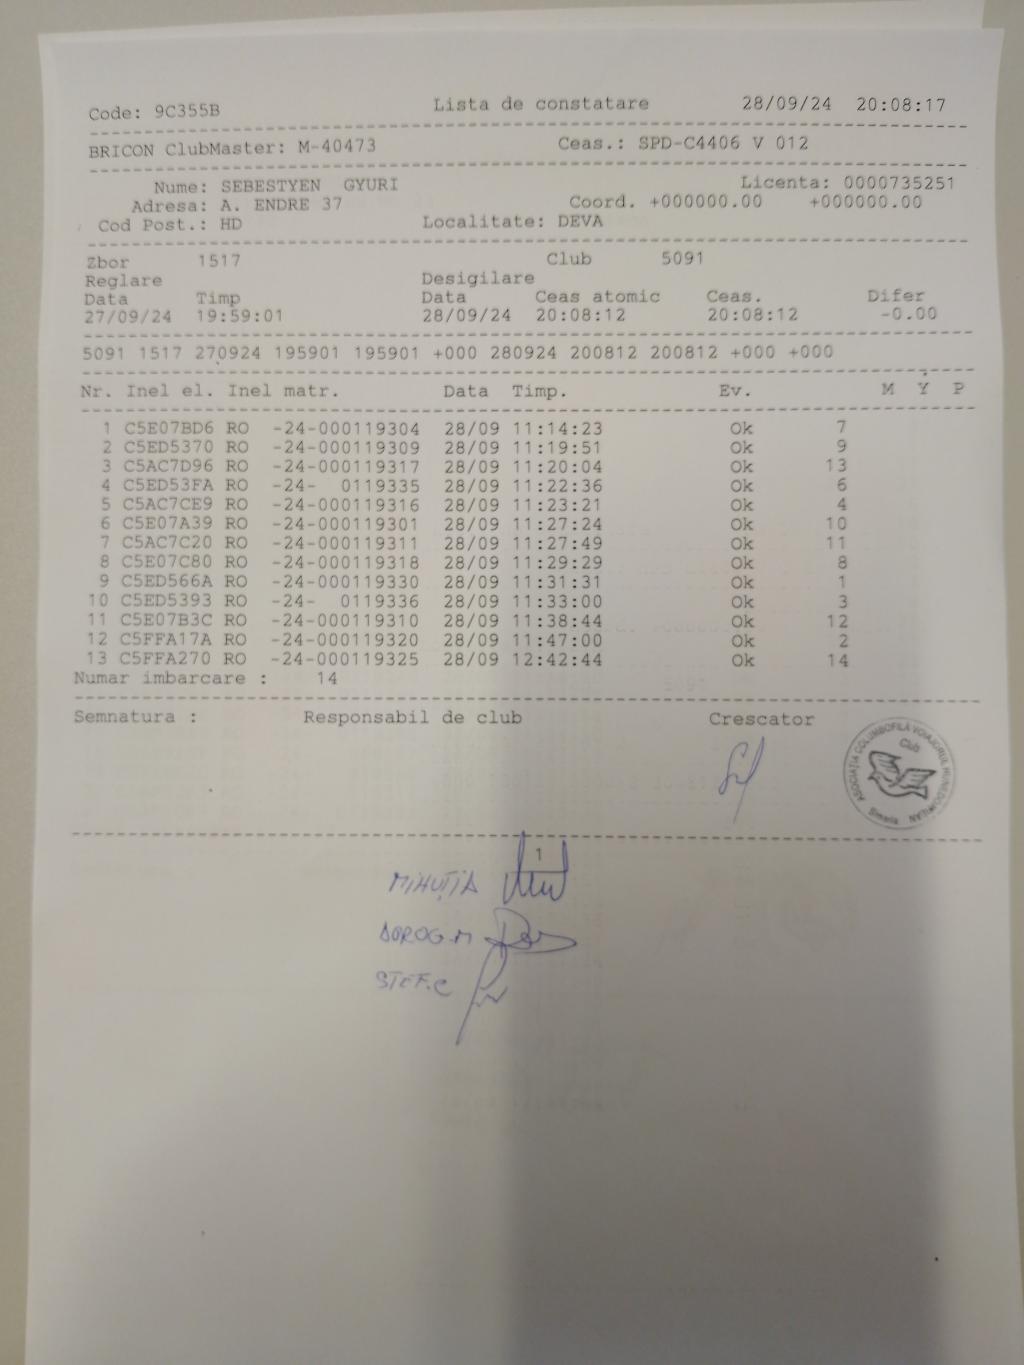 Code: 9C355B Lista de constatare 28/09/24 20:08:17
BRICON ClubMaster: M-40473 Ceas.: SPD-C4406 V 012
Nume: SEBESTYEN GYURI Licenta: 0000735251
Adresa: A. ENDRE 37 Coord. +000000.00 +000000.00
Cod Post.: HD Localitate: DEVA
Zbor 1517 Club 5091
Reglare Desigilare
Data Timp Data Ceas atomic Ceas. Difer
27/09/24 19:59:01 28/09/24 20:08:12 20:08:12 -0.00
5091 1517 270924 195901 195901 +000 280924 200812 200812 +000 +000
Nr. Inel el. Inel matr. Data Timp. Ev. M Y P
1 C5E07BD6 RO -24-000119304 28/09 11:14:23 Ok 7
2 C5ED5370 RO -24-000119309 28/09 11:19:51 Ok 9
3 C5AC7D96 RO -24-000119317 28/09 11:20:04 Ok 13
4 C5ED53FA RO -24- 0119335 28/09 11:22:36 Ok 6
5 C5AC7CE9 RO -24-000119316 28/09 11:23:21 Ok 4
6 C5E07A39 RO -24-000119301 28/09 11:27:24 Ok 10
7 C5AC7C20 RO -24-000119311 28/09 11:27:49 Ok 11
8 C5E07C80 RO -24-000119318 28/09 11:29:29 Ok 8
9 C5ED566A RO -24-000119330 28/09 11:31:31 Ok 1
10 C5ED5393 RO -24- 0119336 28/09 11:33:00 Ok 3
11 C5E07B3C RO -24-000119310 28/09 11:38:44 Ok 12
12 C5FFA17A RO -24-000119320 28/09 11:47:00 Ok 2
13 C5FFA270 RO -24-000119325 28/09 12:42:44 Ok 14
Numar imbarcare : 14
Semnatura : Responsabil de club Crescator
ASOCIAȚIA COLUMBOFILĂ VOIAJORUL HUNEDOREAN
Club
Simeria
1
MIHUȚIA
DOROG M
STEF.C